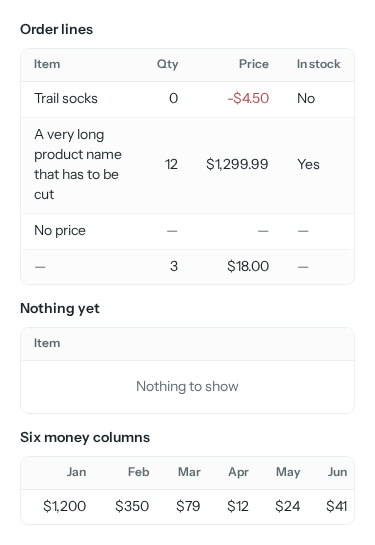 Order lines
Item Qty Price In stock
Trail socks 0 -$4.50 No
A very long
product name
that has to be
cut
12 $1,299.99 Yes
No price — — —
— 3 $18.00 —
Nothing yet
Item
Nothing to show
Six money columns
Jan Feb Mar Apr May Jun
$1,200 $350 $79 $12 $24 $41